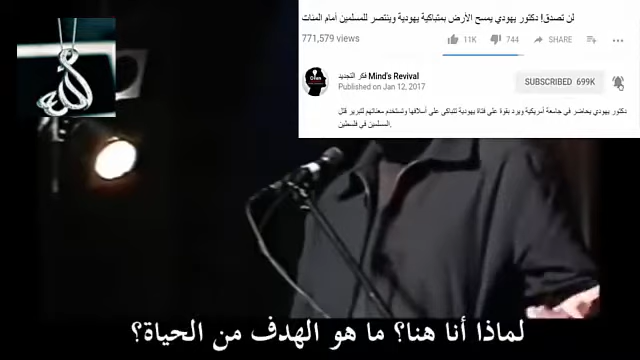 لن تصدق! دكتور يهودي يمسح الأرض بمتباكية يهودية وينتصر للمسلمين أمام المئات
771,579 views
11K
744
SHARE
فكر التجديد Mind's Revival
Published on Jan 12, 2017
SUBSCRIBED 699K
دكتور يهودي يحاضر في جامعة أمريكية ويرد بقوة على فتاة يهودية تتباكى على أسلافها وتستخدم معاناتهم لتبرير قتل
المسلمين في فلسطين.
لماذا أنا هنا؟ ما هو الهدف من الحياة؟